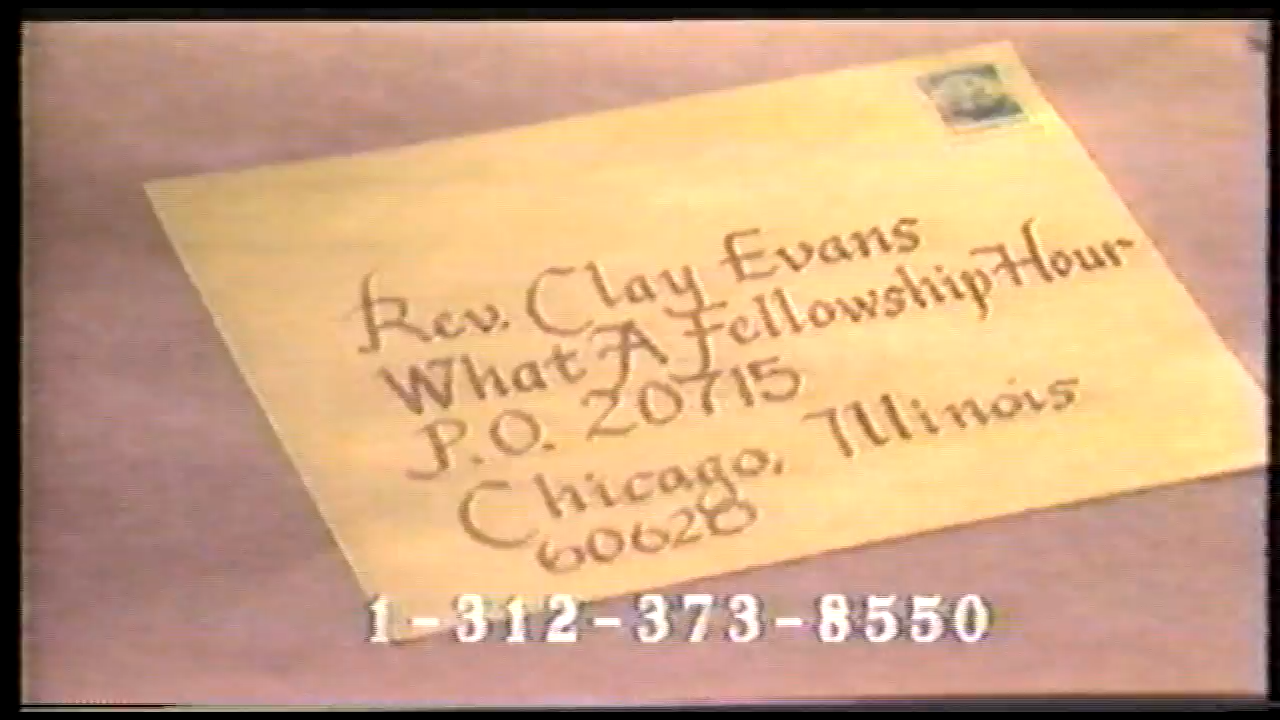 Rev. Clay Evans
What A Fellowship Hour
P.O. 20715
Chicago, Illinois
60628
1-312-373-8550